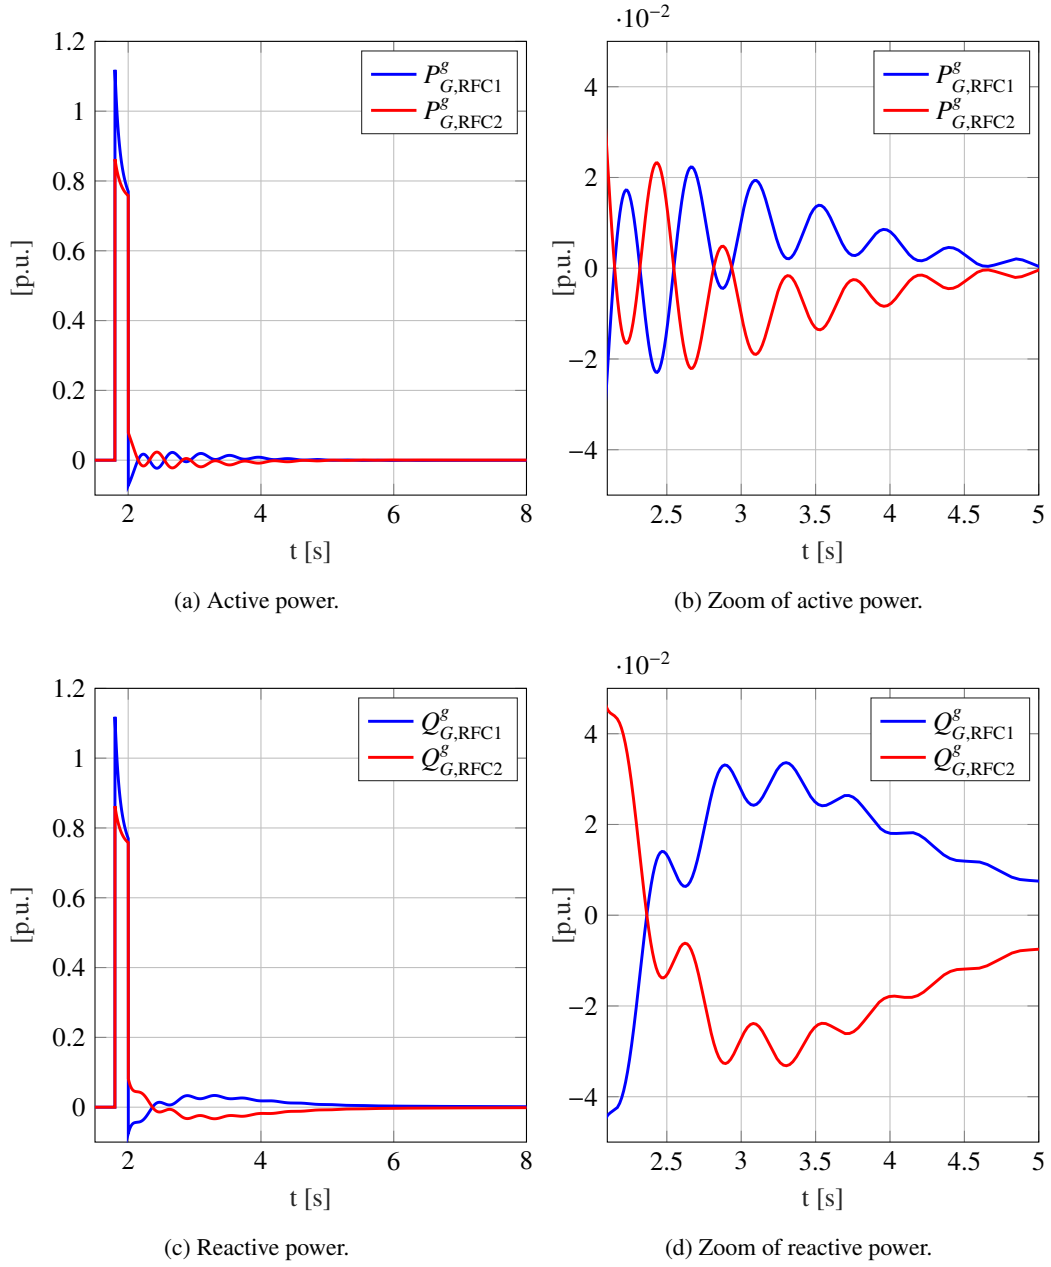 ·10⁻²
1.2
1
0.8
0.6
0.4
0.2
0
[p.u.]
2
4
6
8
t [s]
P^g_{G,RFC1}
P^g_{G,RFC2}
(a) Active power.
4
2
0
−2
−4
[p.u.]
2.5
3
3.5
4
4.5
5
t [s]
P^g_{G,RFC1}
P^g_{G,RFC2}
(b) Zoom of active power.
1.2
1
0.8
0.6
0.4
0.2
0
[p.u.]
2
4
6
8
t [s]
Q^g_{G,RFC1}
Q^g_{G,RFC2}
(c) Reactive power.
·10⁻²
4
2
0
−2
−4
[p.u.]
2.5
3
3.5
4
4.5
5
t [s]
Q^g_{G,RFC1}
Q^g_{G,RFC2}
(d) Zoom of reactive power.